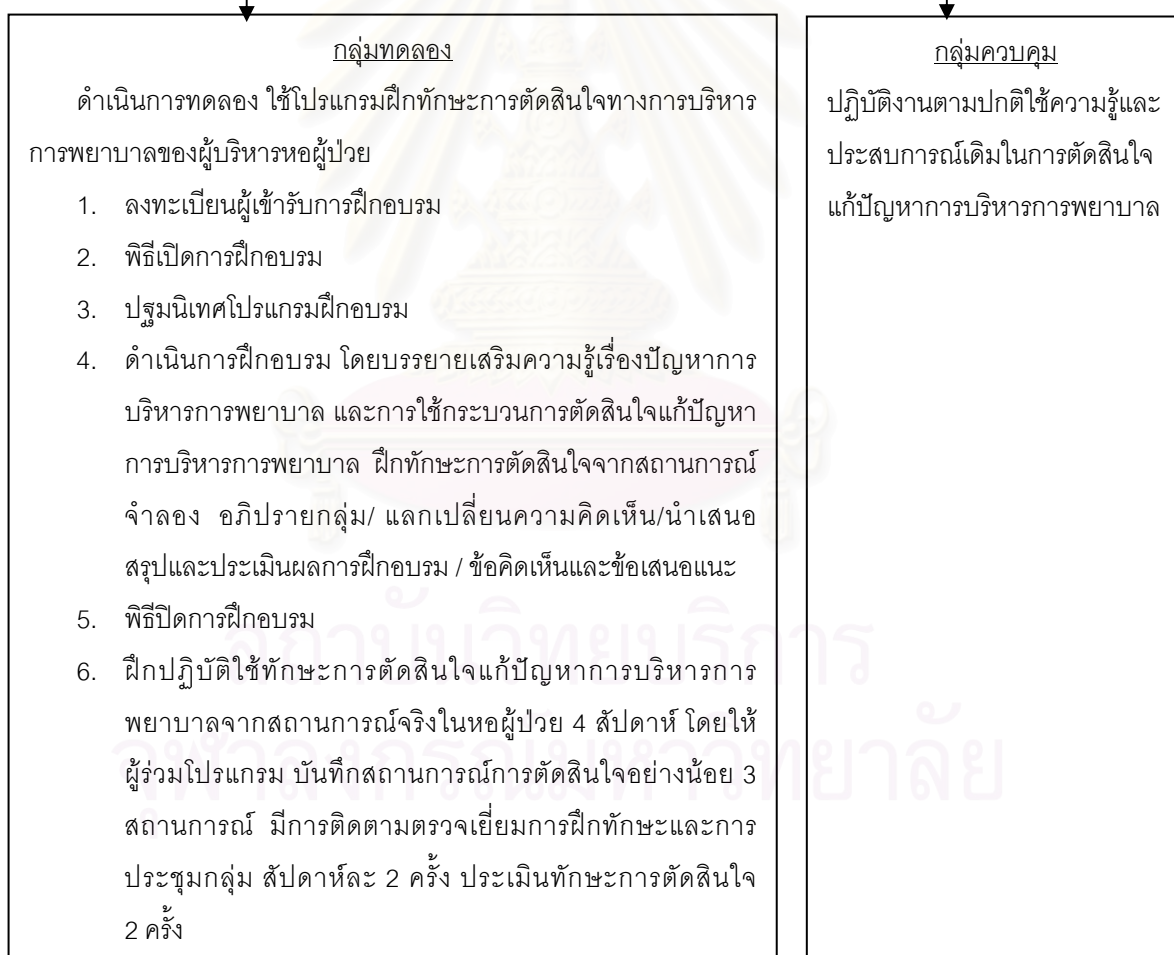 กลุ่มทดลอง
ดำเนินการทดลอง ใช้โปรแกรมฝึกทักษะการตัดสินใจทางการบริหาร
การพยาบาลของผู้บริหารหอผู้ป่วย
1. ลงทะเบียนผู้เข้ารับการฝึกอบรม
2. พิธีเปิดการฝึกอบรม
3. ปฐมนิเทศโปรแกรมฝึกอบรม
4. ดำเนินการฝึกอบรม โดยบรรยายเสริมความรู้เรื่องปัญหาการ
บริหารการพยาบาล และการใช้กระบวนการตัดสินใจแก้ปัญหา
การบริหารการพยาบาล ฝึกทักษะการตัดสินใจจากสถานการณ์
จำลอง อภิปรายกลุ่ม/ แลกเปลี่ยนความคิดเห็น/นำเสนอ
สรุปและประเมินผลการฝึกอบรม / ข้อคิดเห็นและข้อเสนอแนะ
5. พิธีปิดการฝึกอบรม
6. ฝึกปฏิบัติใช้ทักษะการตัดสินใจแก้ปัญหาการบริหารการ
พยาบาลจากสถานการณ์จริงในหอผู้ป่วย 4 สัปดาห์ โดยให้
ผู้ร่วมโปรแกรม บันทึกสถานการณ์การตัดสินใจอย่างน้อย 3
สถานการณ์ มีการติดตามตรวจเยี่ยมการฝึกทักษะและการ
ประชุมกลุ่ม สัปดาห์ละ 2 ครั้ง ประเมินทักษะการตัดสินใจ
2 ครั้ง
กลุ่มควบคุม
ปฏิบัติงานตามปกติใช้ความรู้และ
ประสบการณ์เดิมในการตัดสินใจ
แก้ปัญหาการบริหารการพยาบาล
สถาบันวิทยบริการ
จุฬาลงกรณ์มหาวิทยาลัย